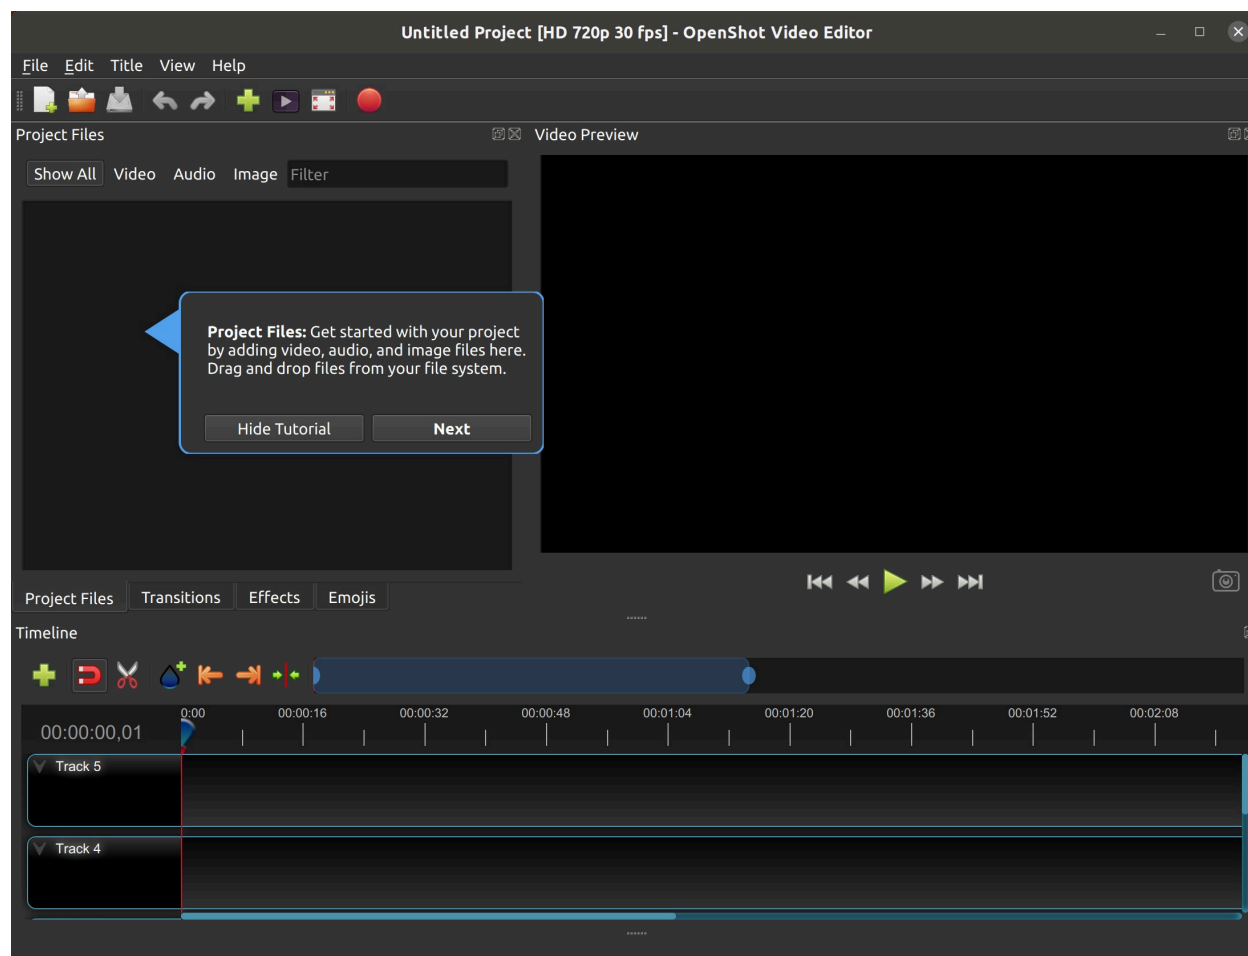 Untitled Project [HD 720p 30 fps] - OpenShot Video Editor
File Edit Title View Help
Project Files
Video Preview
Show All Video Audio Image Filter
Project Files: Get started with your project
by adding video, audio, and image files here.
Drag and drop files from your file system.
Hide Tutorial Next
Project Files Transitions Effects Emojis
Timeline
00:00:00,01
0:00 00:00:16 00:00:32 00:00:48 00:01:04 00:01:20 00:01:36 00:01:52 00:02:08
Track 5
Track 4